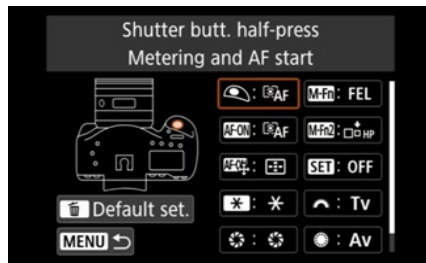 Shutter butt. half-press
Metering and AF start
: AF
M-Fn : FEL
AF-ON : AF
M-Fn2 : HP
: 
SET : OFF
Default set.
* : *
: Tv
MENU
: Av